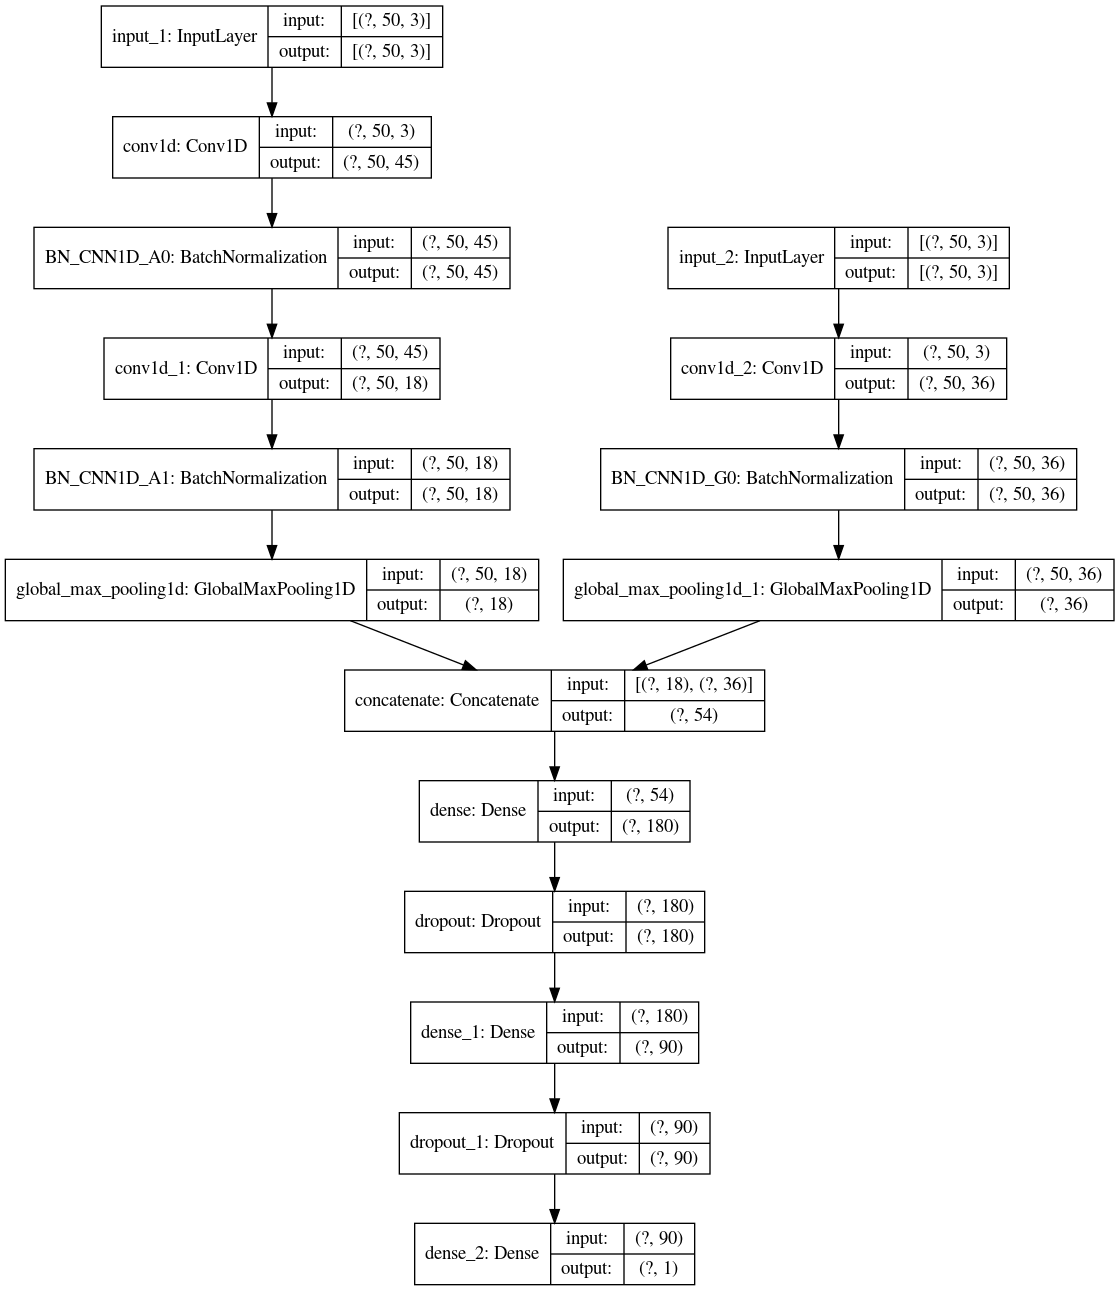 input_1: InputLayer
input: [(?, 50, 3)]
output: [(?, 50, 3)]
conv1d: Conv1D
input: (?, 50, 3)
output: (?, 50, 45)
BN_CNN1D_A0: BatchNormalization
input: (?, 50, 45)
output: (?, 50, 45)
input_2: InputLayer
input: [(?, 50, 3)]
output: [(?, 50, 3)]
conv1d_1: Conv1D
input: (?, 50, 45)
output: (?, 50, 18)
conv1d_2: Conv1D
input: (?, 50, 3)
output: (?, 50, 36)
BN_CNN1D_A1: BatchNormalization
input: (?, 50, 18)
output: (?, 50, 18)
BN_CNN1D_G0: BatchNormalization
input: (?, 50, 36)
output: (?, 50, 36)
global_max_pooling1d: GlobalMaxPooling1D
input: (?, 50, 18)
output: (?, 18)
global_max_pooling1d_1: GlobalMaxPooling1D
input: (?, 50, 36)
output: (?, 36)
concatenate: Concatenate
input: [(?, 18), (?, 36)]
output: (?, 54)
dense: Dense
input: (?, 54)
output: (?, 180)
dropout: Dropout
input: (?, 180)
output: (?, 180)
dense_1: Dense
input: (?, 180)
output: (?, 90)
dropout_1: Dropout
input: (?, 90)
output: (?, 90)
dense_2: Dense
input: (?, 90)
output: (?, 1)